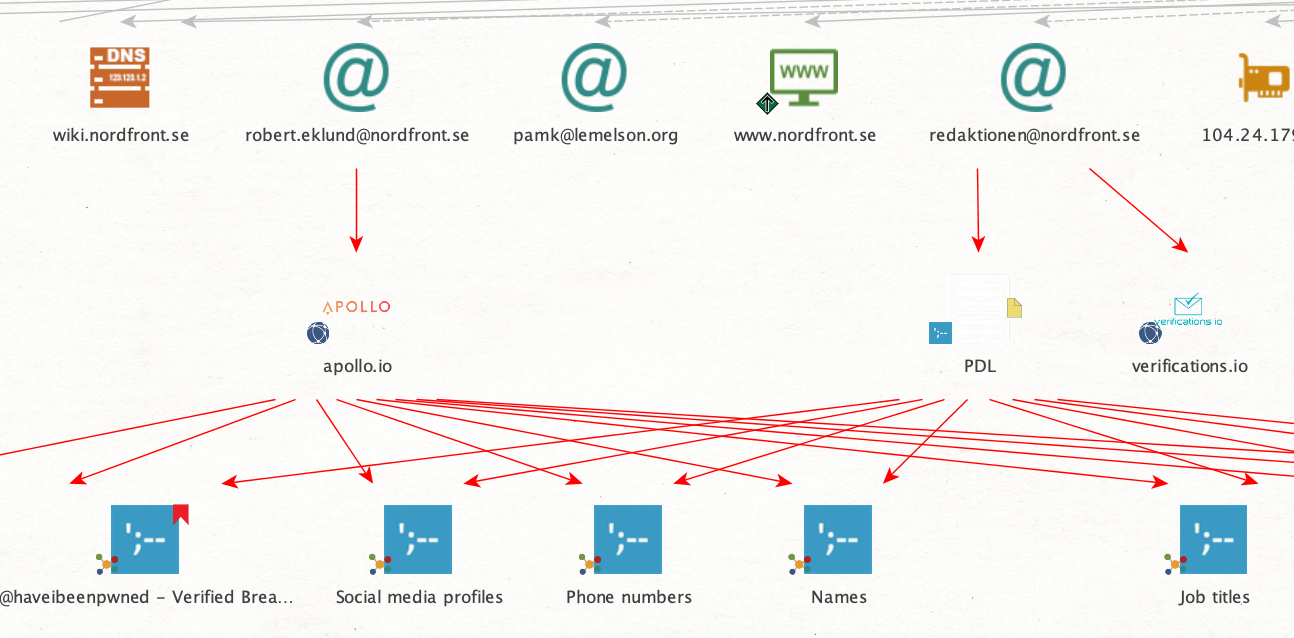 DNS
123.123.1.2
WWW
wiki.nordfront.se
robert.eklund@nordfront.se
pamk@lemelson.org
www.nordfront.se
redaktionen@nordfront.se
104.24.179
APOLLO
verifications io
';--
apollo.io
PDL
verifications.io
';--
';--
';--
';--
';--
@haveibeenpwned – Verified Brea...
Social media profiles
Phone numbers
Names
Job titles